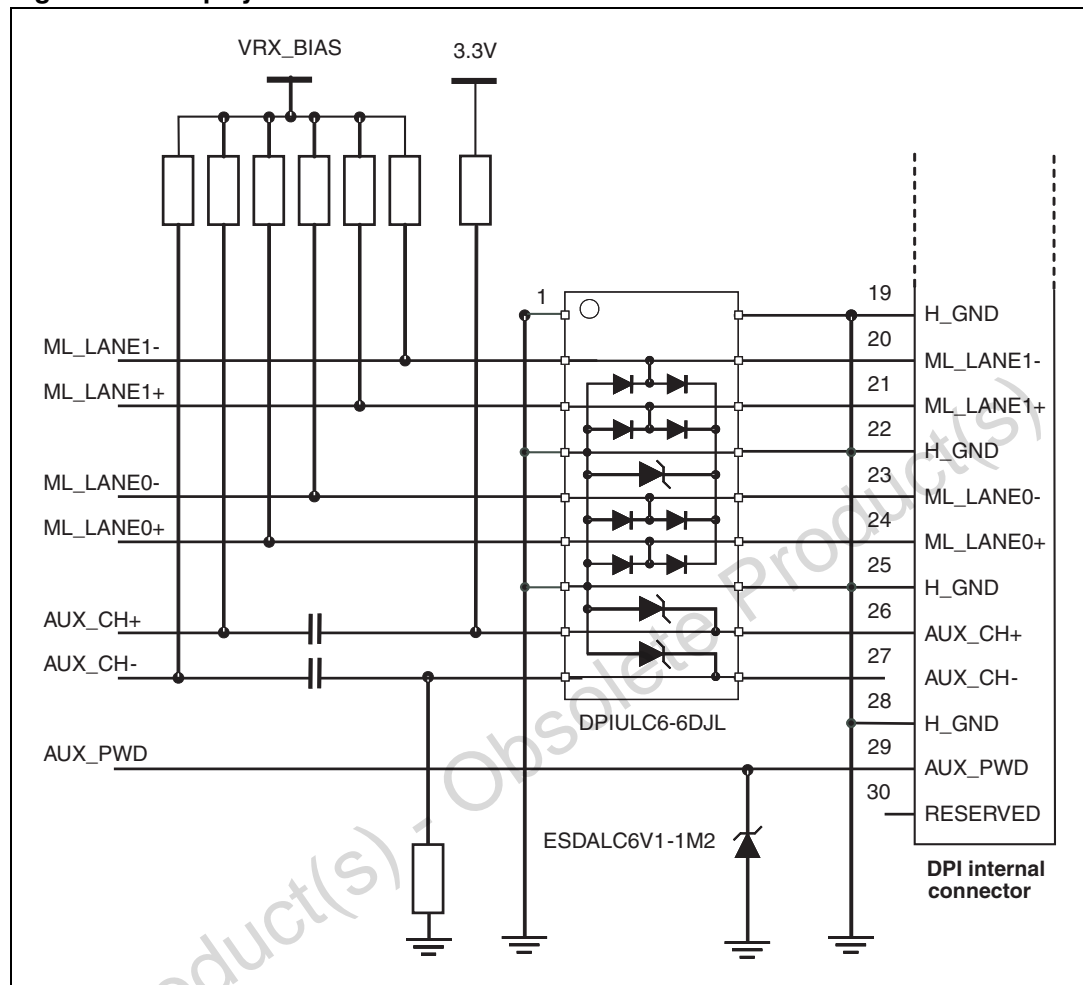 VRX_BIAS
3.3V
1
ML_LANE1-
ML_LANE1+
ML_LANE0-
ML_LANE0+
AUX_CH+
AUX_CH-
AUX_PWD
DPIULC6-6DJL
ESDALC6V1-1M2
19
H_GND
20
ML_LANE1-
21
ML_LANE1+
22
H_GND
23
ML_LANE0-
24
ML_LANE0+
25
H_GND
26
AUX_CH+
27
AUX_CH-
28
H_GND
29
AUX_PWD
30
RESERVED
DPI internal
connector
Product(s) - Obsolete Product(s)